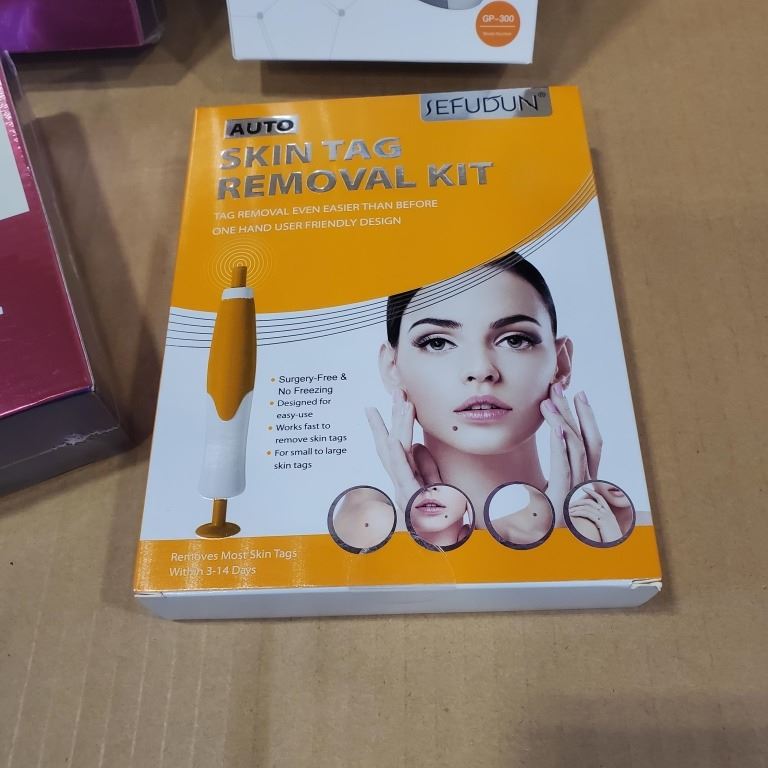 GP-300
SEFUDUN®
AUTO
SKIN TAG
REMOVAL KIT
TAG REMOVAL EVEN EASIER THAN BEFORE
ONE HAND USER FRIENDLY DESIGN
• Surgery-Free &
No Freezing
• Designed for
easy-use
• Works fast to
remove skin tags
• For small to large
skin tags
Removes Most Skin Tags
Within 3-14 Days